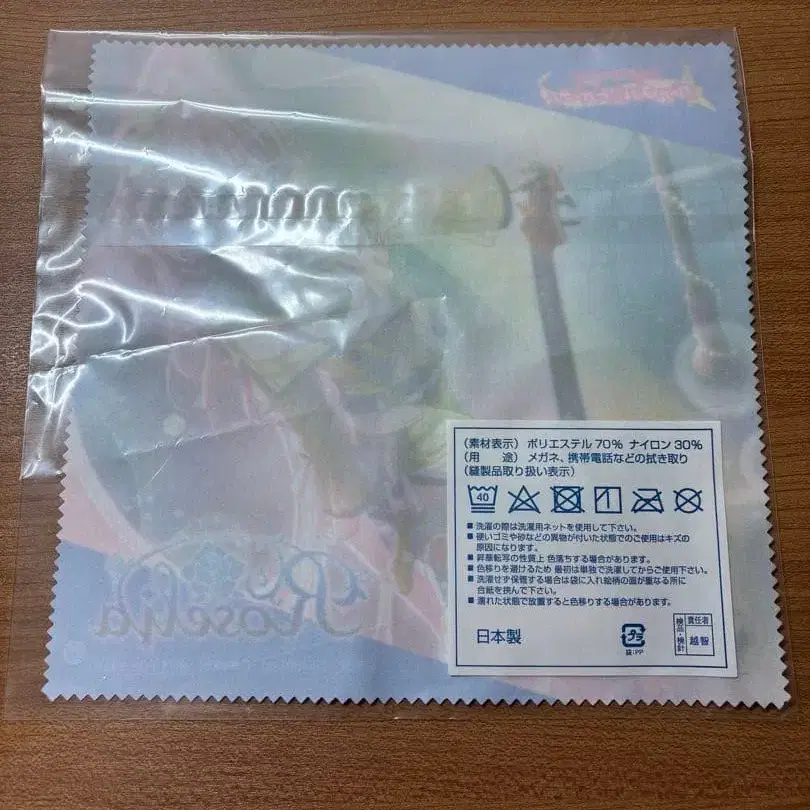 (素材表示) ポリエステル 70% ナイロン 30%
(用 途) メガネ、携帯電話などの拭き取り
(縫製品取り扱い表示)
40
■ 洗濯の際は洗濯用ネットを使用して下さい。
■ 硬いゴミや砂などの異物が付いた状態でのご使用はキズの
原因になります。
■ 昇華転写の性質上 色落ちする場合があります。
■ 色移りを避けるため 最初は単独で洗濯してからご使用下さい。
■ 洗濯せず保管する場合は袋に入れ絵柄の面が重なる所に
合紙を挟んで下さい。
■ 濡れた状態で放置すると色移りする場合があります。
日本製
プラ
袋:PP
検品・検針
責任者
越智
Roselia